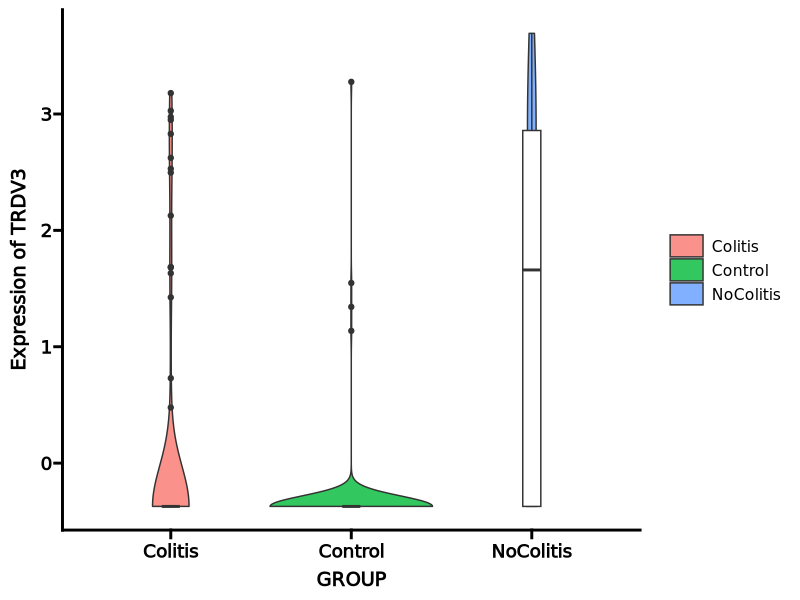 Expression of TRDV3
3
2
1
0
Colitis
Control
NoColitis
GROUP
Colitis
Control
NoColitis